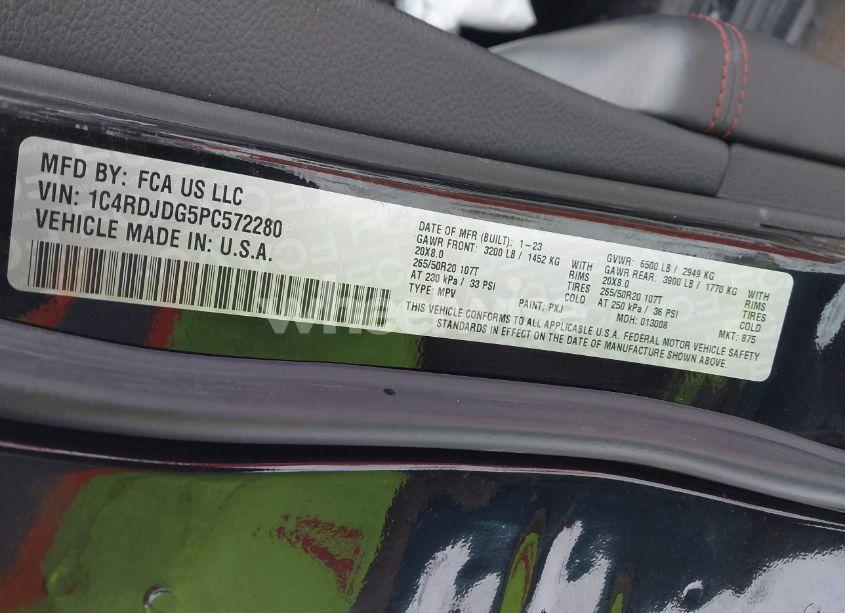 MFD BY: FCA US LLC
VIN: 1C4RDJDG5PC572280
VEHICLE MADE IN: U.S.A.
DATE OF MFR (BUILT): 1-23 GVWR: 6500 LB / 2949 KG
GAWR FRONT: 3200 LB / 1452 KG WITH GAWR REAR: 3900 LB / 1770 KG WITH
20X8.0 RIMS 20X8.0 RIMS
265/50R20 107T TIRES 265/50R20 107T TIRES
AT 230 kPa / 33 PSI COLD AT 250 kPa / 36 PSI COLD
TYPE: MPV PAINT: PXJ MDH: 013008 MKT: 875
THIS VEHICLE CONFORMS TO ALL APPLICABLE U.S.A. FEDERAL MOTOR VEHICLE SAFETY
STANDARDS IN EFFECT ON THE DATE OF MANUFACTURE SHOWN ABOVE.